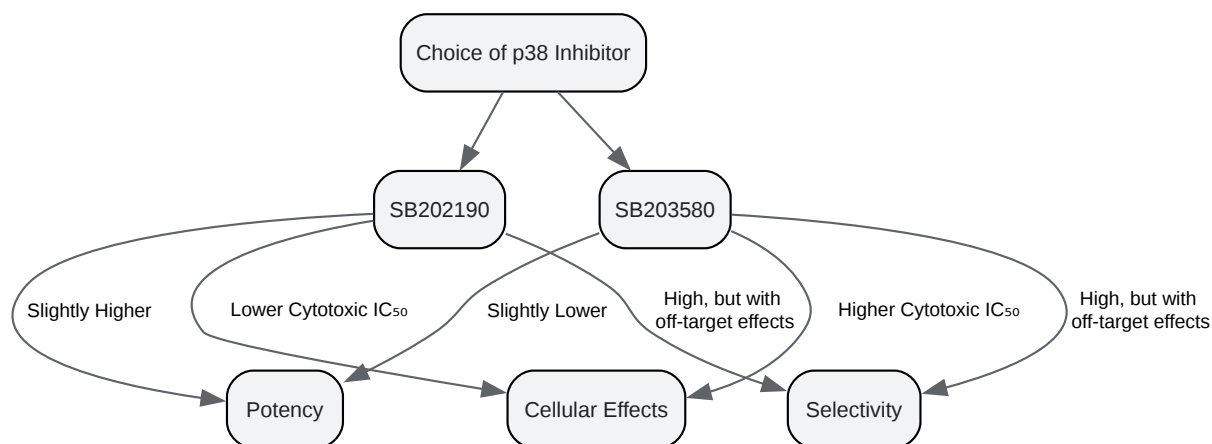 Choice of p38 Inhibitor
SB202190
SB203580
Slightly Higher
Lower Cytotoxic IC₅₀
Slightly Lower
High, but with
off-target effects
Higher Cytotoxic IC₅₀
High, but with
off-target effects
Potency
Cellular Effects
Selectivity